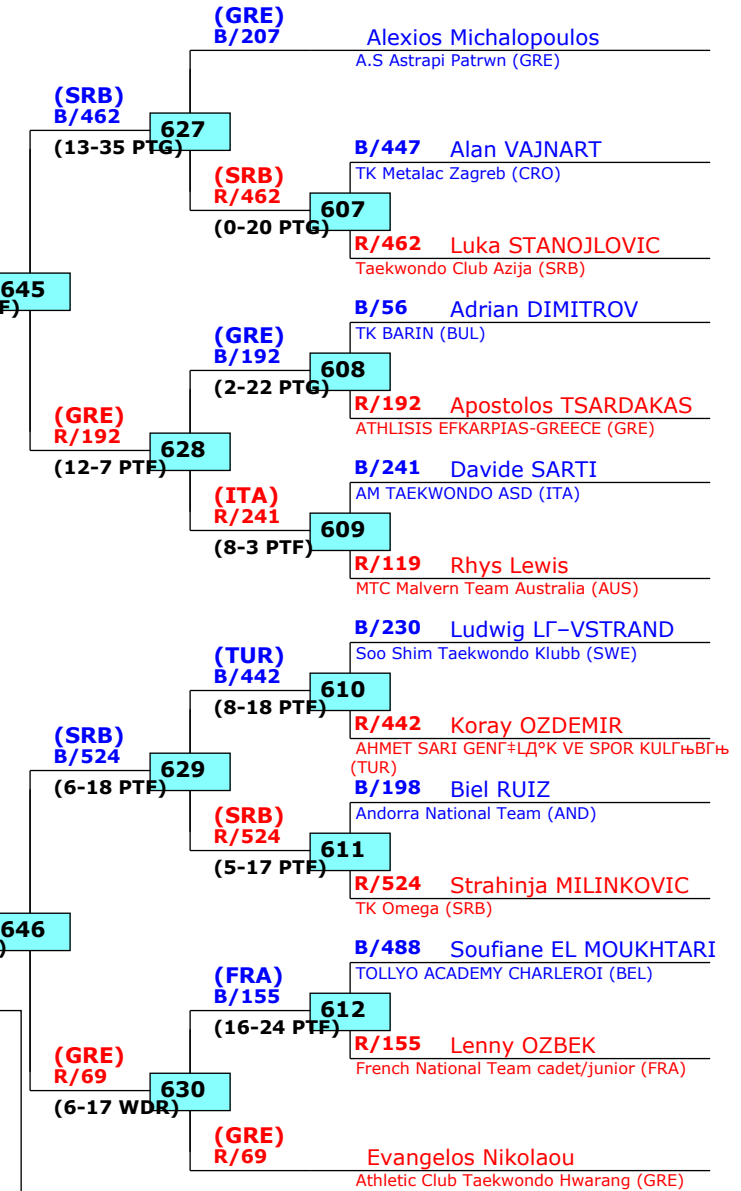 (GRE)
B/207
Alexios Michalopoulos
A.S Astrapi Patrwn (GRE)
(SRB)
B/462
627
(13-35 PTG)
B/447 Alan VAJNART
TK Metalac Zagreb (CRO)
(SRB)
R/462
607
(0-20 PTG)
R/462 Luka STANOJLOVIC
Taekwondo Club Azija (SRB)
645
F)
B/56 Adrian DIMITROV
TK BARIN (BUL)
(GRE)
B/192
608
(2-22 PTG)
R/192 Apostolos TSARDAKAS
ATHLISIS EFKARPIAS-GREECE (GRE)
(GRE)
R/192
628
(12-7 PTF)
B/241 Davide SARTI
AM TAEKWONDO ASD (ITA)
(ITA)
R/241
609
(8-3 PTF)
R/119 Rhys Lewis
MTC Malvern Team Australia (AUS)
B/230 Ludwig LГ–VSTRAND
Soo Shim Taekwondo Klubb (SWE)
(TUR)
B/442
610
(8-18 PTF)
R/442 Koray OZDEMIR
AHMET SARI GENГ‡LД°K VE SPOR KULГњBГњ
(TUR)
(SRB)
B/524
629
(6-18 PTF)
B/198 Biel RUIZ
Andorra National Team (AND)
(SRB)
R/524
611
(5-17 PTF)
R/524 Strahinja MILINKOVIC
TK Omega (SRB)
646
)
B/488 Soufiane EL MOUKHTARI
TOLLYO ACADEMY CHARLEROI (BEL)
(FRA)
B/155
612
(16-24 PTF)
R/155 Lenny OZBEK
French National Team cadet/junior (FRA)
(GRE)
R/69
630
(6-17 WDR)
(GRE)
R/69
Evangelos Nikolaou
Athletic Club Taekwondo Hwarang (GRE)